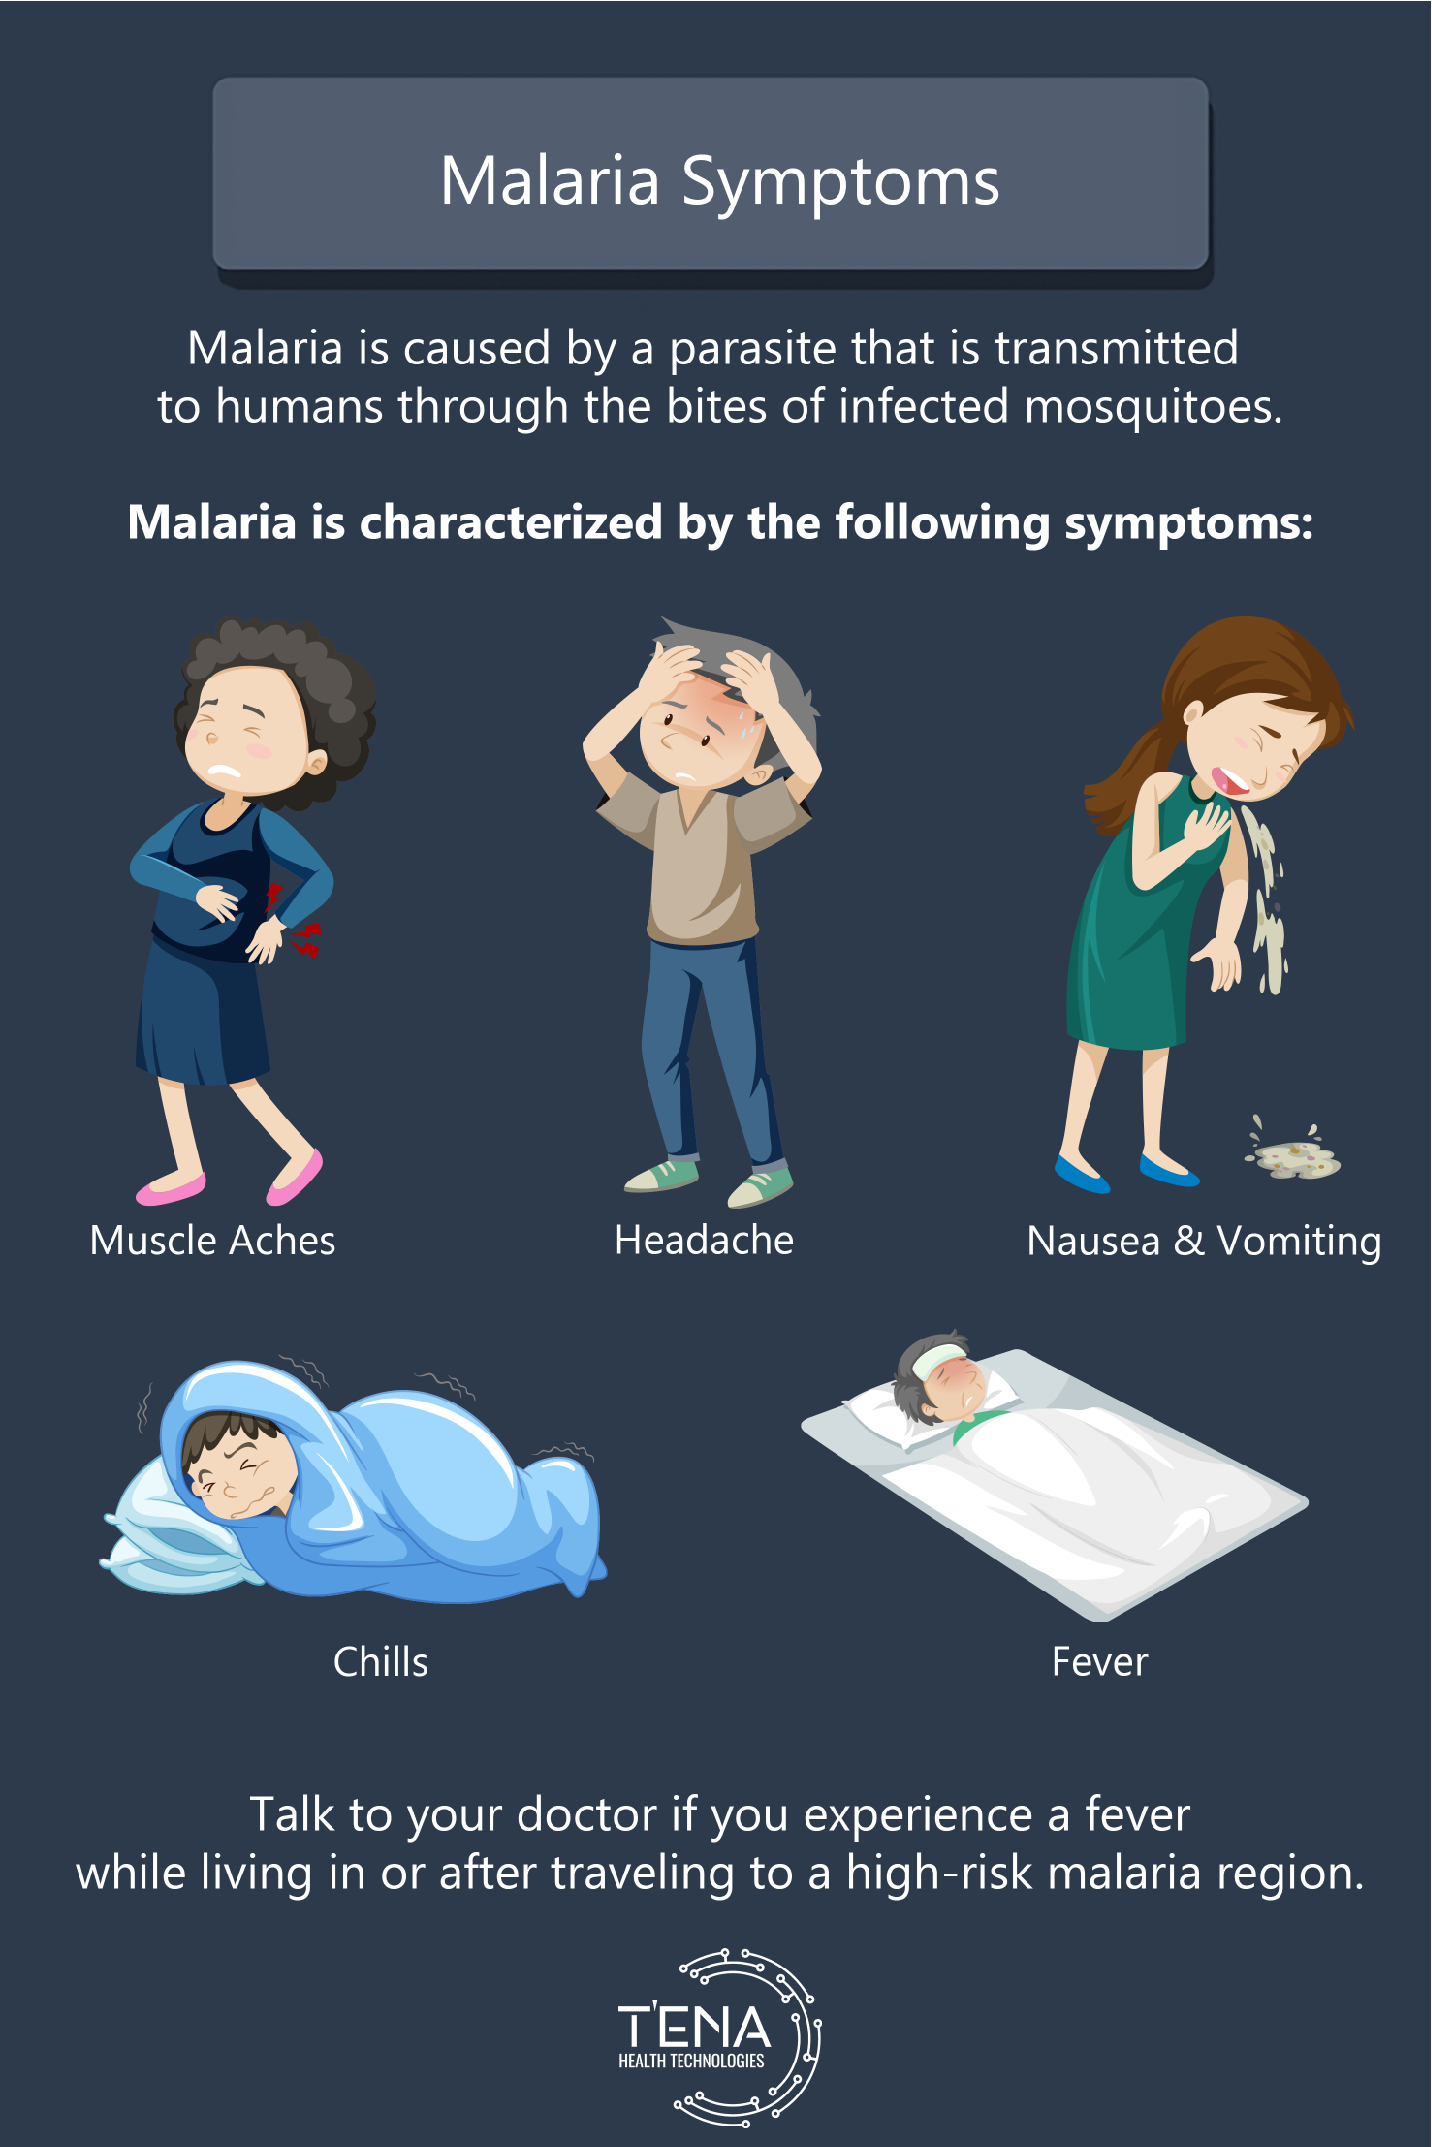 Malaria Symptoms
Malaria is caused by a parasite that is transmitted
to humans through the bites of infected mosquitoes.
Malaria is characterized by the following symptoms:
Muscle Aches
Headache
Nausea & Vomiting
Chills
Fever
Talk to your doctor if you experience a fever
while living in or after traveling to a high-risk malaria region.
T'ENA
HEALTH TECHNOLOGIES